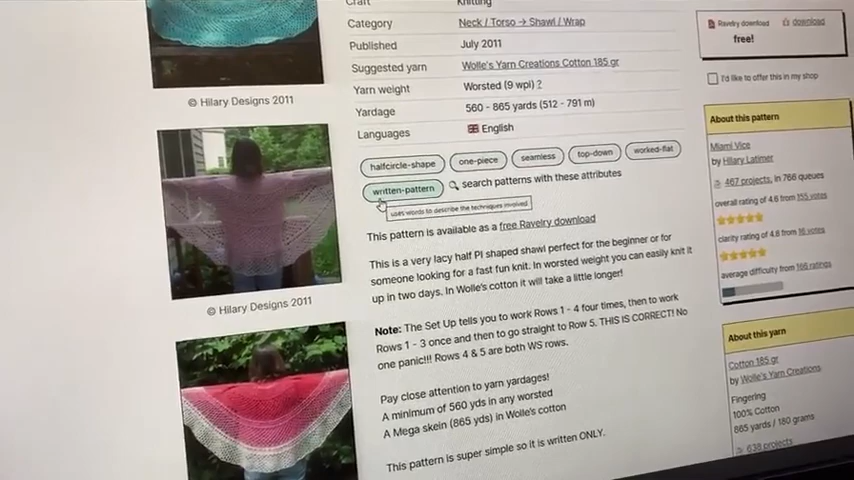 Craft Knitting
Category Neck / Torso → Shawl / Wrap
Published July 2011
Suggested yarn Wolle's Yarn Creations Cotton 185 gr
Yarn weight Worsted (9 wpi) ?
Yardage 560 - 865 yards (512 - 791 m)
Languages English
halfcircle-shape one-piece seamless top-down worked-flat
written-pattern search patterns with these attributes
uses words to describe the techniques involved
This pattern is available as a free Ravelry download
This is a very lacy half PI shaped shawl perfect for the beginner or for
someone looking for a fast fun knit. In worsted weight you can easily knit it
up in two days. In Wolle's cotton it will take a little longer!
Note: The Set Up tells you to work Rows 1 - 4 four times, then to work
Rows 1 - 3 once and then to go straight to Row 5. THIS IS CORRECT! No
one panic!!! Rows 4 & 5 are both WS rows.
Pay close attention to yarn yardages!
A minimum of 560 yds in any worsted
A Mega skein (865 yds) in Wolle's cotton
This pattern is super simple so it is written ONLY.
© Hilary Designs 2011
© Hilary Designs 2011
Ravelry download download
free!
I'd like to offer this in my shop
About this pattern
Miami Vice
by Hilary Latimer
467 projects, in 766 queues
overall rating of 4.6 from 155 votes
clarity rating of 4.6 from 16 votes
average difficulty from 166 ratings
About this yarn
Cotton 185 gr
by Wolle's Yarn Creations
Fingering
100% Cotton
865 yards / 180 grams
638 projects